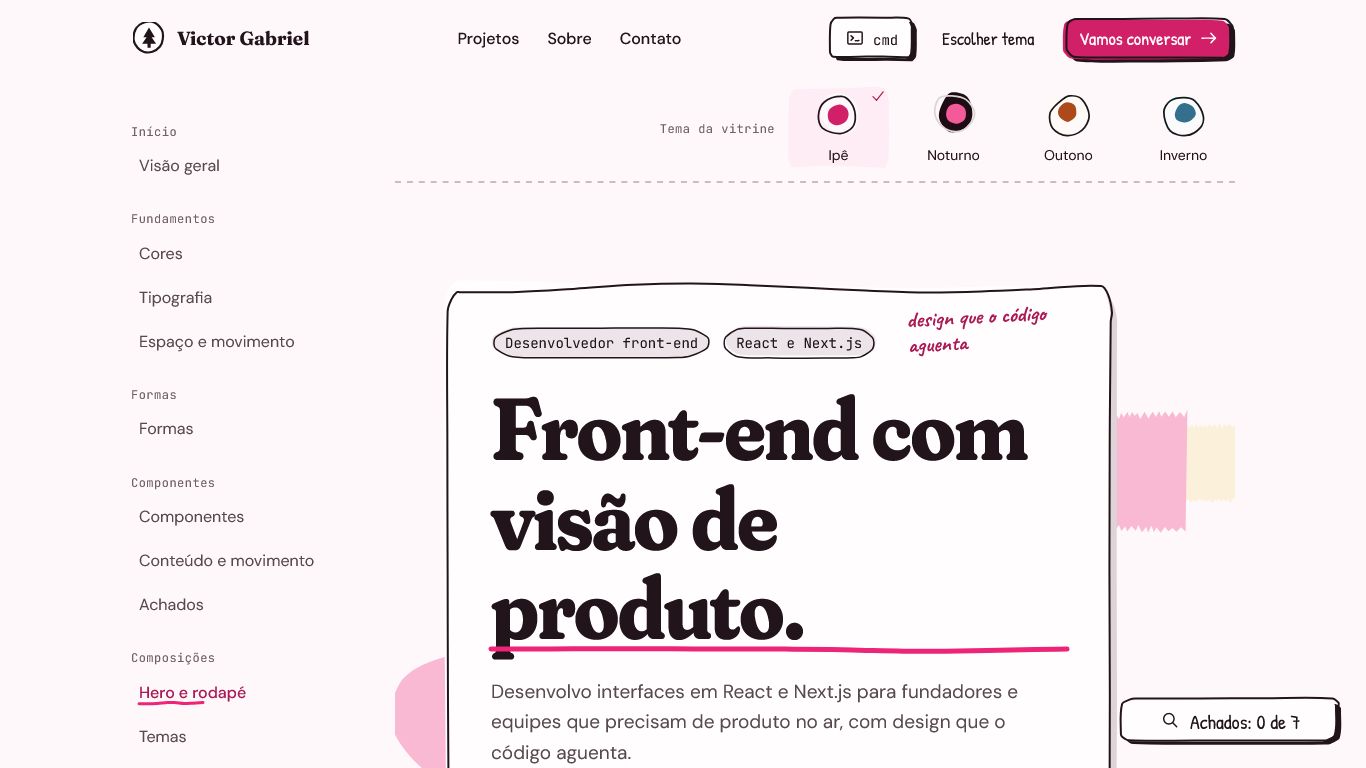 Victor Gabriel
Projetos Sobre Contato
cmd
Escolher tema
Vamos conversar
Início
Visão geral
Fundamentos
Cores
Tipografia
Espaço e movimento
Formas
Formas
Componentes
Componentes
Conteúdo e movimento
Achados
Composições
Hero e rodapé
Temas
Tema da vitrine
Ipê
Noturno
Outono
Inverno
Desenvolvedor front-end
React e Next.js
design que o código
aguenta
Front-end com
visão de
produto.
Desenvolvo interfaces em React e Next.js para fundadores e
equipes que precisam de produto no ar, com design que o
código aguenta.
Achados: 0 de 7